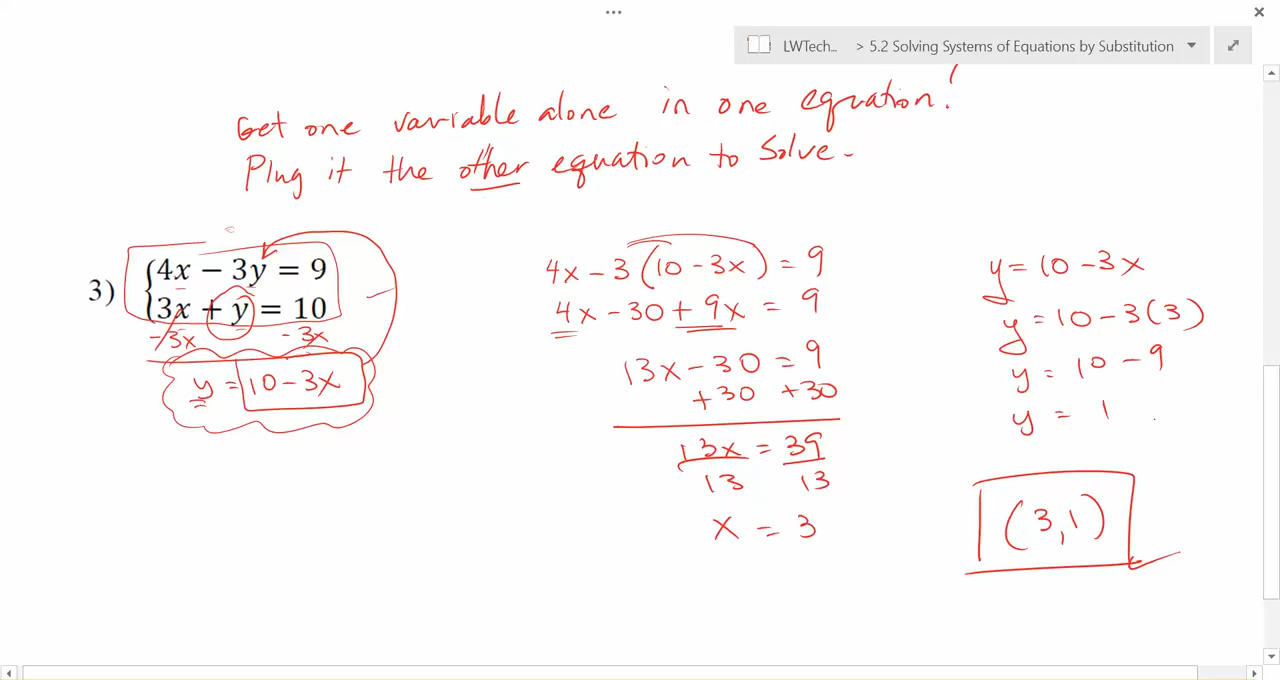 LWTech.. > 5.2 Solving Systems of Equations by Substitution
Get one variable alone in one equation!
Plug it the other equation to solve.
3) {4x − 3y = 9
3x + y = 10
-3x -3x
y = 10-3x
4x-3(10-3x) = 9
4x-30+9x = 9
13x-30 = 9
+30 +30
13x = 39
13 13
x = 3
y=10-3x
y=10-3(3)
y = 10-9
y = 1
(3,1)